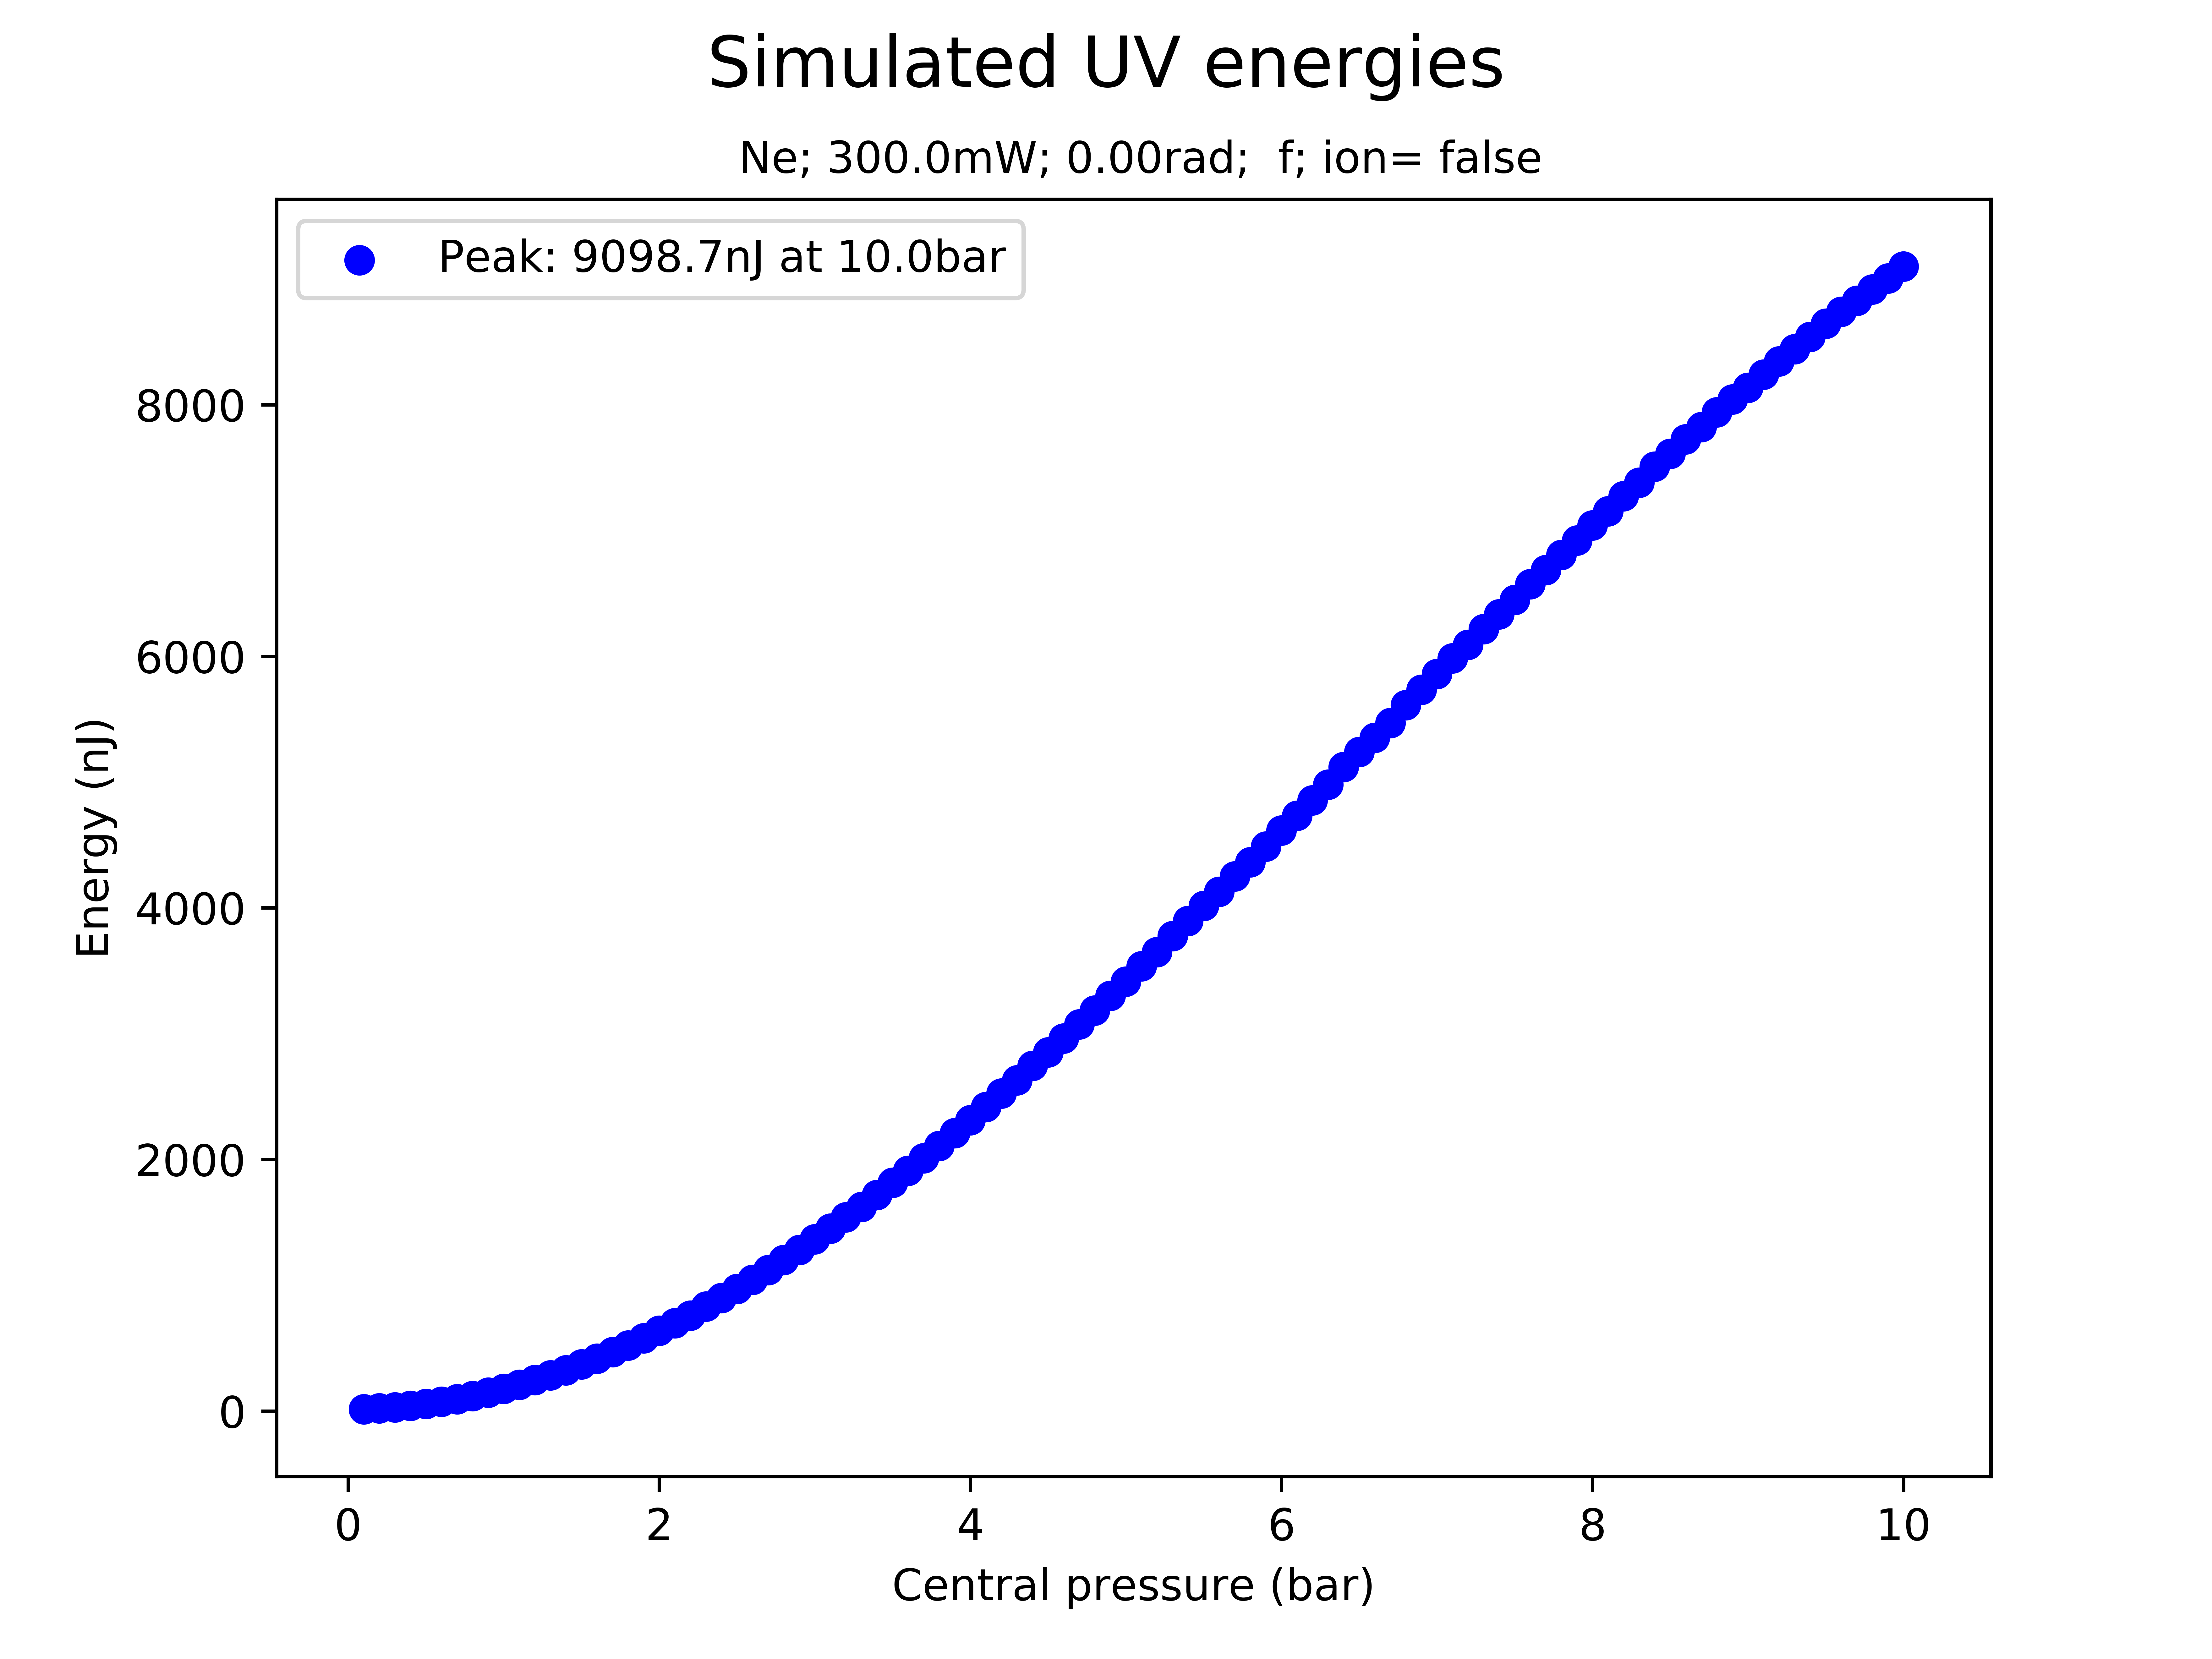 Simulated UV energies
Ne; 300.0mW; 0.00rad;  f; ion= false
Peak: 9098.7nJ at 10.0bar
8000
6000
4000
2000
0
Energy (nJ)
0 2 4 6 8 10
Central pressure (bar)